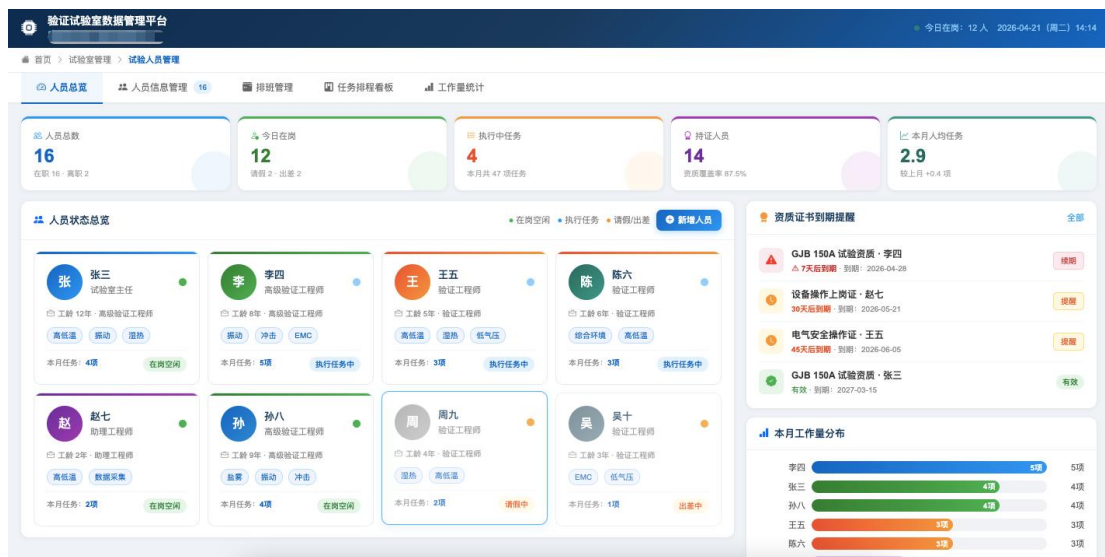 验证试验室数据管理平台
今日在岗：12 人 2026-04-21（周二）14:14
首页 > 试验室管理 > 试验人员管理
人员总览 人员信息管理 16 排班管理 任务排程看板 工作量统计
人员总数
16
在职 16 · 离职 2
今日在岗
12
请假 2 · 出差 2
执行中任务
4
本月共 47 项任务
持证人员
14
资质覆盖率 87.5%
本月人均任务
2.9
较上月 +0.4 项
人员状态总览
在岗空闲 执行任务 请假/出差 新增人员
张
张三
试验室主任
工龄 12年 · 高级验证工程师
高低温 振动 湿热
本月任务：4项 在岗空闲
李
李四
高级验证工程师
工龄 8年 · 高级验证工程师
振动 冲击 EMC
本月任务：5项 执行任务中
王
王五
验证工程师
工龄 5年 · 验证工程师
高低温 湿热 低气压
本月任务：3项 执行任务中
陈
陈六
验证工程师
工龄 6年 · 验证工程师
综合环境 高低温
本月任务：3项 执行任务中
赵
赵七
助理工程师
工龄 2年 · 助理工程师
高低温 数据采集
本月任务：2项 在岗空闲
孙
孙八
高级验证工程师
工龄 9年 · 高级验证工程师
盐雾 振动 冲击
本月任务：4项 在岗空闲
周
周九
验证工程师
工龄 4年 · 验证工程师
湿热 高低温
本月任务：2项 请假中
吴
吴十
验证工程师
工龄 3年 · 验证工程师
EMC 低气压
本月任务：1项 出差中
资质证书到期提醒 全部
GJB 150A 试验资质 · 李四
7天后到期 · 到期：2026-04-28
续期
设备操作上岗证 · 赵七
30天后到期 · 到期：2026-05-21
提醒
电气安全操作证 · 王五
45天后到期 · 到期：2026-06-05
提醒
GJB 150A 试验资质 · 张三
有效 · 到期：2027-03-15
有效
本月工作量分布
李四 5项 5项
张三 4项 4项
孙八 4项 4项
王五 3项 3项
陈六 3项 3项